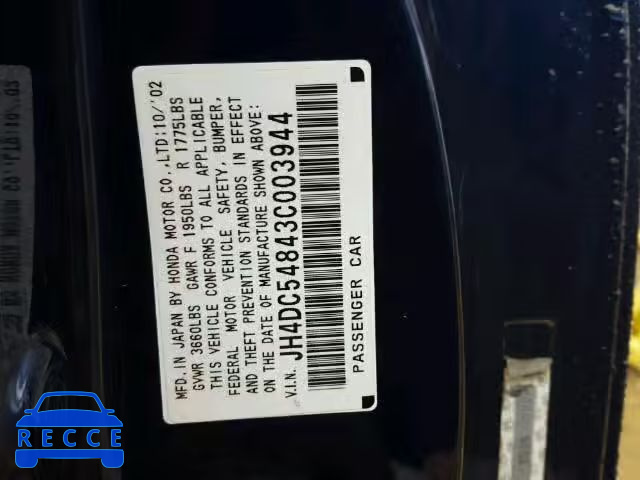 MFD.IN JAPAN BY HONDA MOTOR CO.,LTD:10/'02
GVWR 3660LBS GAWR F 1950LBS R 1775LBS
THIS VEHICLE CONFORMS TO ALL APPLICABLE
FEDERAL MOTOR VEHICLE SAFETY, BUMPER,
AND THEFT PREVENTION STANDARDS IN EFFECT
ON THE DATE OF MANUFACTURE SHOWN ABOVE:
V.I.N. JH4DC54843C003944
PASSENGER CAR
RECCE